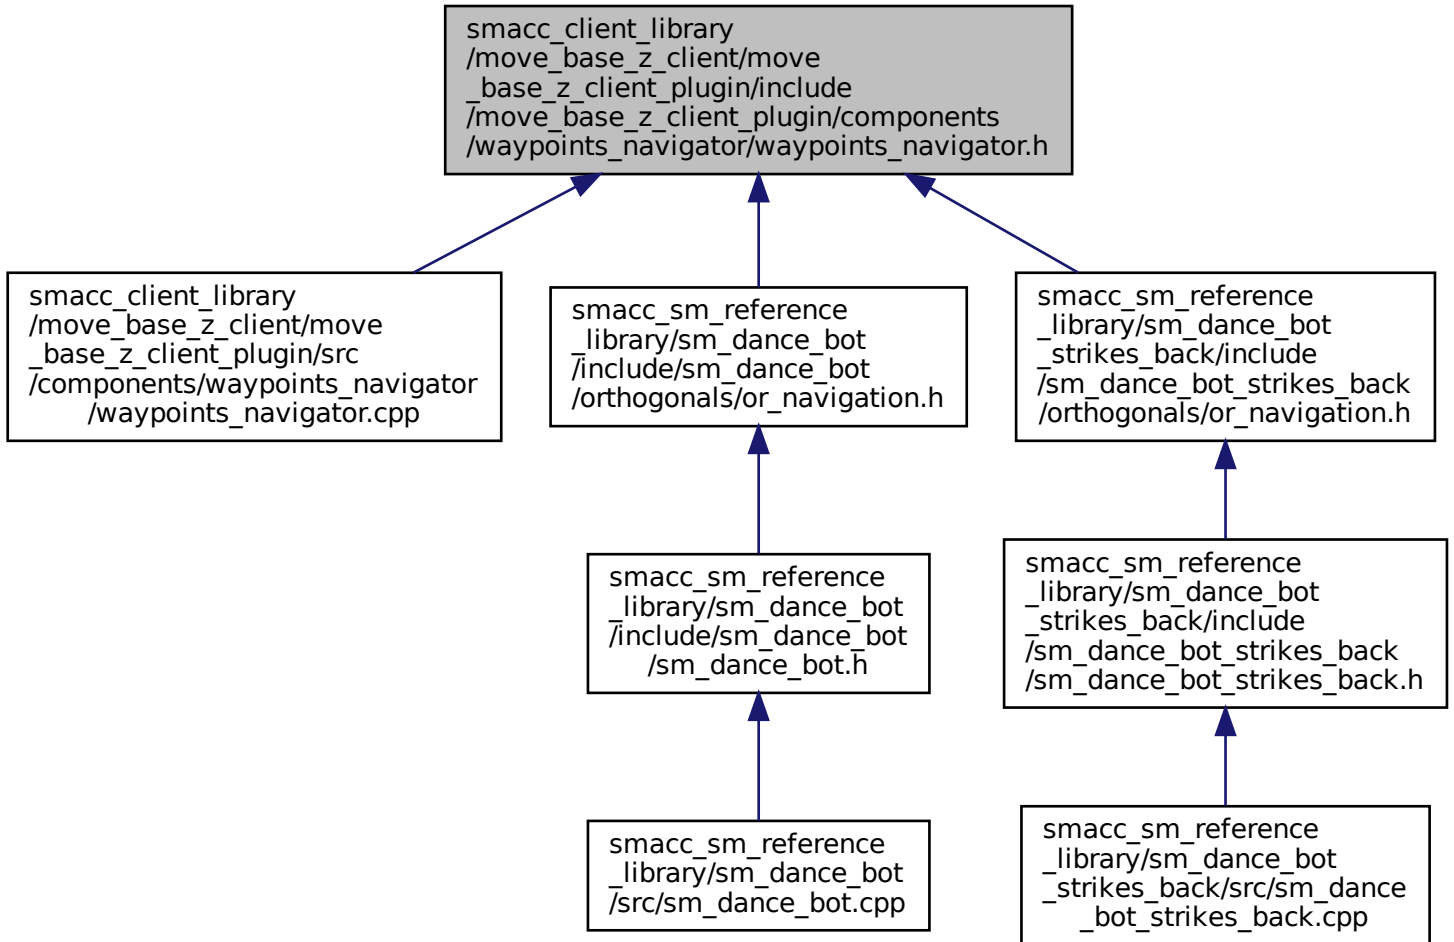 smacc_client_library
/move_base_z_client/move
_base_z_client_plugin/include
/move_base_z_client_plugin/components
/waypoints_navigator/waypoints_navigator.h
smacc_client_library
/move_base_z_client/move
_base_z_client_plugin/src
/components/waypoints_navigator
/waypoints_navigator.cpp
smacc_sm_reference
_library/sm_dance_bot
/include/sm_dance_bot
/orthogonals/or_navigation.h
smacc_sm_reference
_library/sm_dance_bot
_strikes_back/include
/sm_dance_bot_strikes_back
/orthogonals/or_navigation.h
smacc_sm_reference
_library/sm_dance_bot
/include/sm_dance_bot
/sm_dance_bot.h
smacc_sm_reference
_library/sm_dance_bot
_strikes_back/include
/sm_dance_bot_strikes_back
/sm_dance_bot_strikes_back.h
smacc_sm_reference
_library/sm_dance_bot
/src/sm_dance_bot.cpp
smacc_sm_reference
_library/sm_dance_bot
_strikes_back/src/sm_dance
_bot_strikes_back.cpp